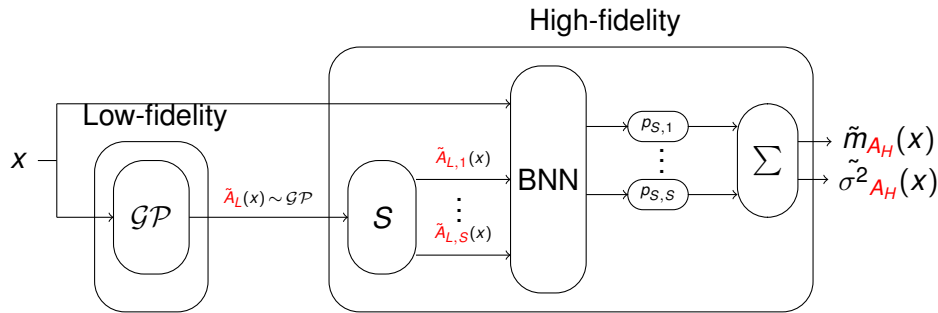 High-fidelity
Low-fidelity
x
𝒢𝒫
Ã_L(x) ~ 𝒢𝒫
S
Ã_{L,1}(x)
⋮
Ã_{L,S}(x)
BNN
p_{S,1}
⋮
p_{S,S}
∑
m̃_{A_H}(x)
σ̃²_{A_H}(x)